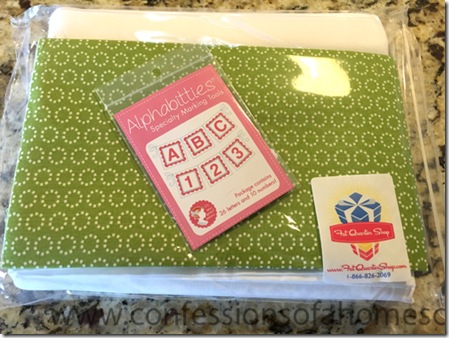 Alphabitties
Specialty Marking Tools
A B C
1 2 3
Package contains
26 letters and 10 numbers!
Fat Quarter Shop
www.FatQuarterShop.com
1-866-826-2069
www.confessionsofahomesc